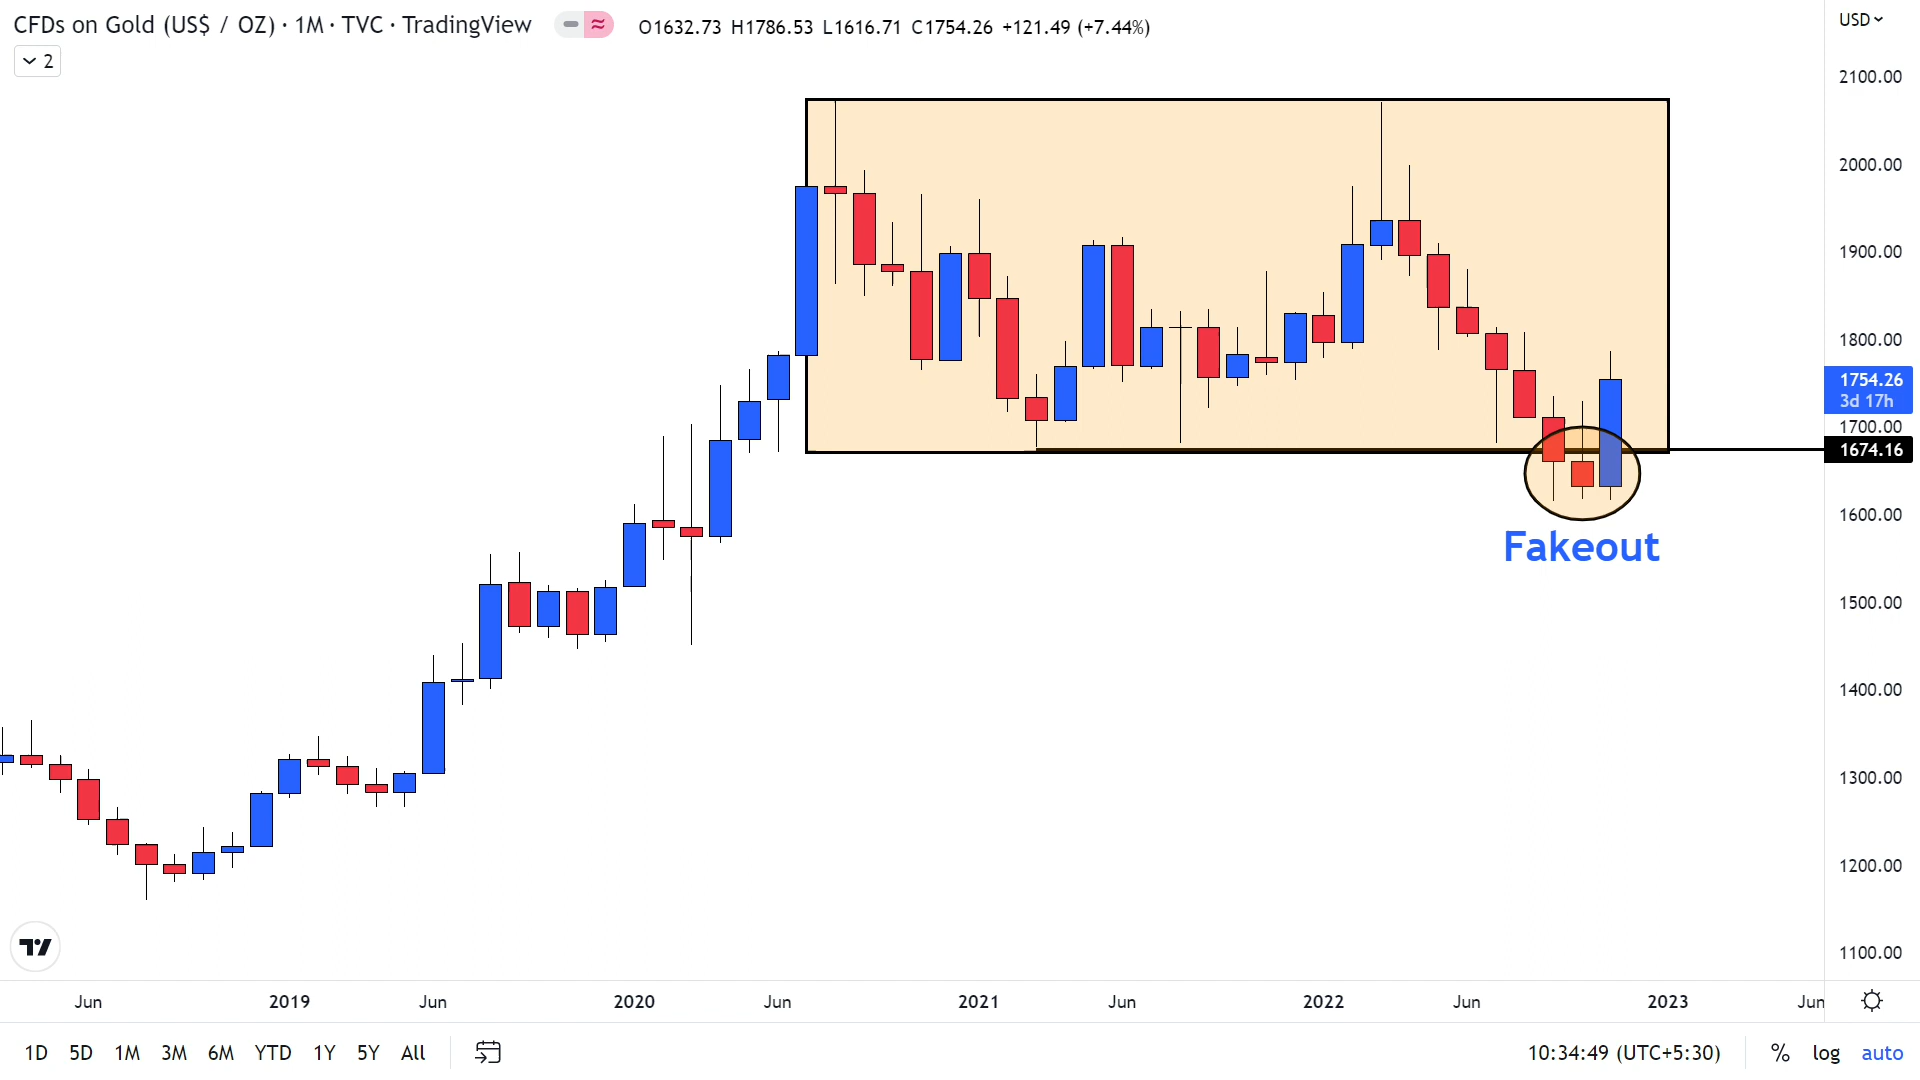 CFDs on Gold (US$ / OZ) · 1M · TVC · TradingView
O1632.73 H1786.53 L1616.71 C1754.26 +121.49 (+7.44%)
USD
2
2100.00
2000.00
1900.00
1800.00
1754.26
3d 17h
1700.00
1674.16
1600.00
Fakeout
1500.00
1400.00
1300.00
1200.00
1100.00
Jun 2019 Jun 2020 Jun 2021 Jun 2022 Jun 2023 Jun
1D 5D 1M 3M 6M YTD 1Y 5Y All 10:34:49 (UTC+5:30) % log auto